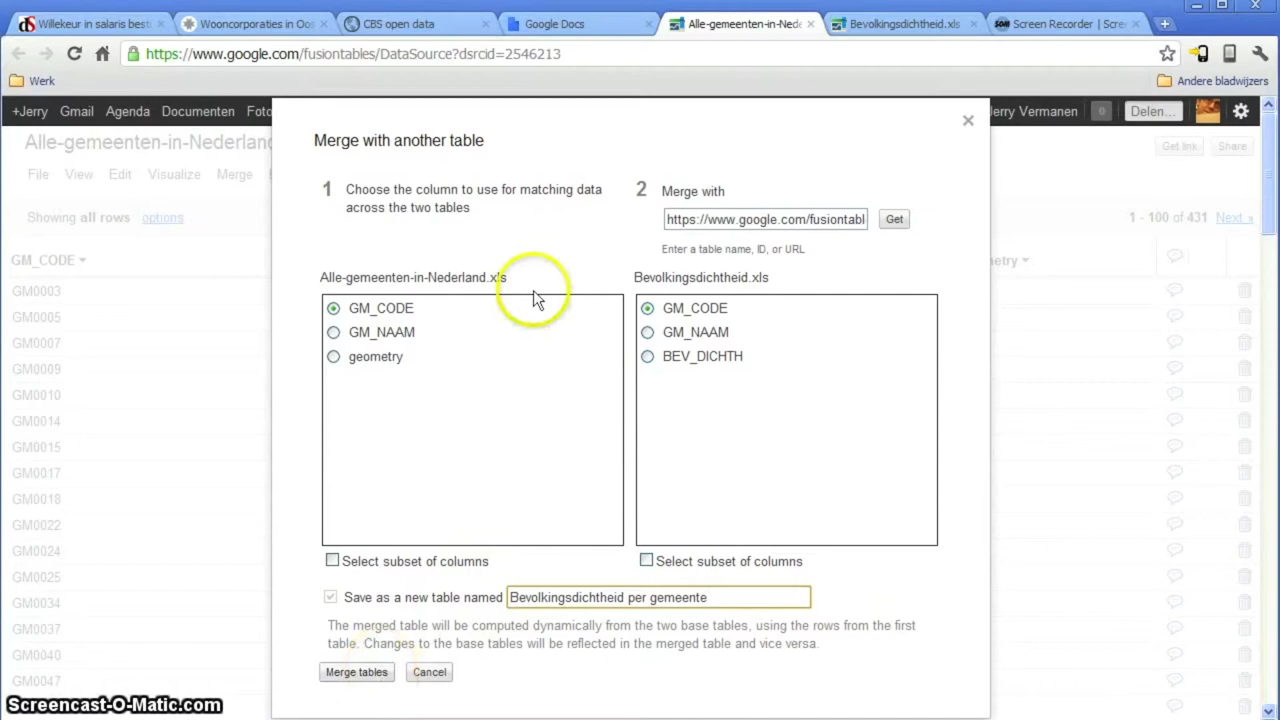 Willekeur in salaris best
Wooncorporaties in Oos
CBS open data
Google Docs
Alle-gemeenten-in-Nede
Bevolkingsdichtheid.xls
Screen Recorder | Scre
https://www.google.com/fusiontables/DataSource?dsrcid=2546213
Werk
Andere bladwijzers
+Jerry Gmail Agenda Documenten Foto
Jerry Vermanen 0 Delen...
Alle-gemeenten-in-Nederland
Get link Share
File View Edit Visualize Merge
Showing all rows options
1 - 100 of 431 Next »
GM_CODE
etry
GM0003
GM0005
GM0007
GM0009
GM0010
GM0014
GM0015
GM0017
GM0018
GM0022
GM0024
GM0025
GM0034
GM0037
GM0040
GM0047
Merge with another table
1 Choose the column to use for matching data
across the two tables
2 Merge with
https://www.google.com/fusiontabl Get
Enter a table name, ID, or URL
Alle-gemeenten-in-Nederland.xls
GM_CODE
GM_NAAM
geometry
Select subset of columns
Bevolkingsdichtheid.xls
GM_CODE
GM_NAAM
BEV_DICHTH
Select subset of columns
Save as a new table named Bevolkingsdichtheid per gemeente
The merged table will be computed dynamically from the two base tables, using the rows from the first
table. Changes to the base tables will be reflected in the merged table and vice versa.
Merge tables Cancel
Screencast-O-Matic.com